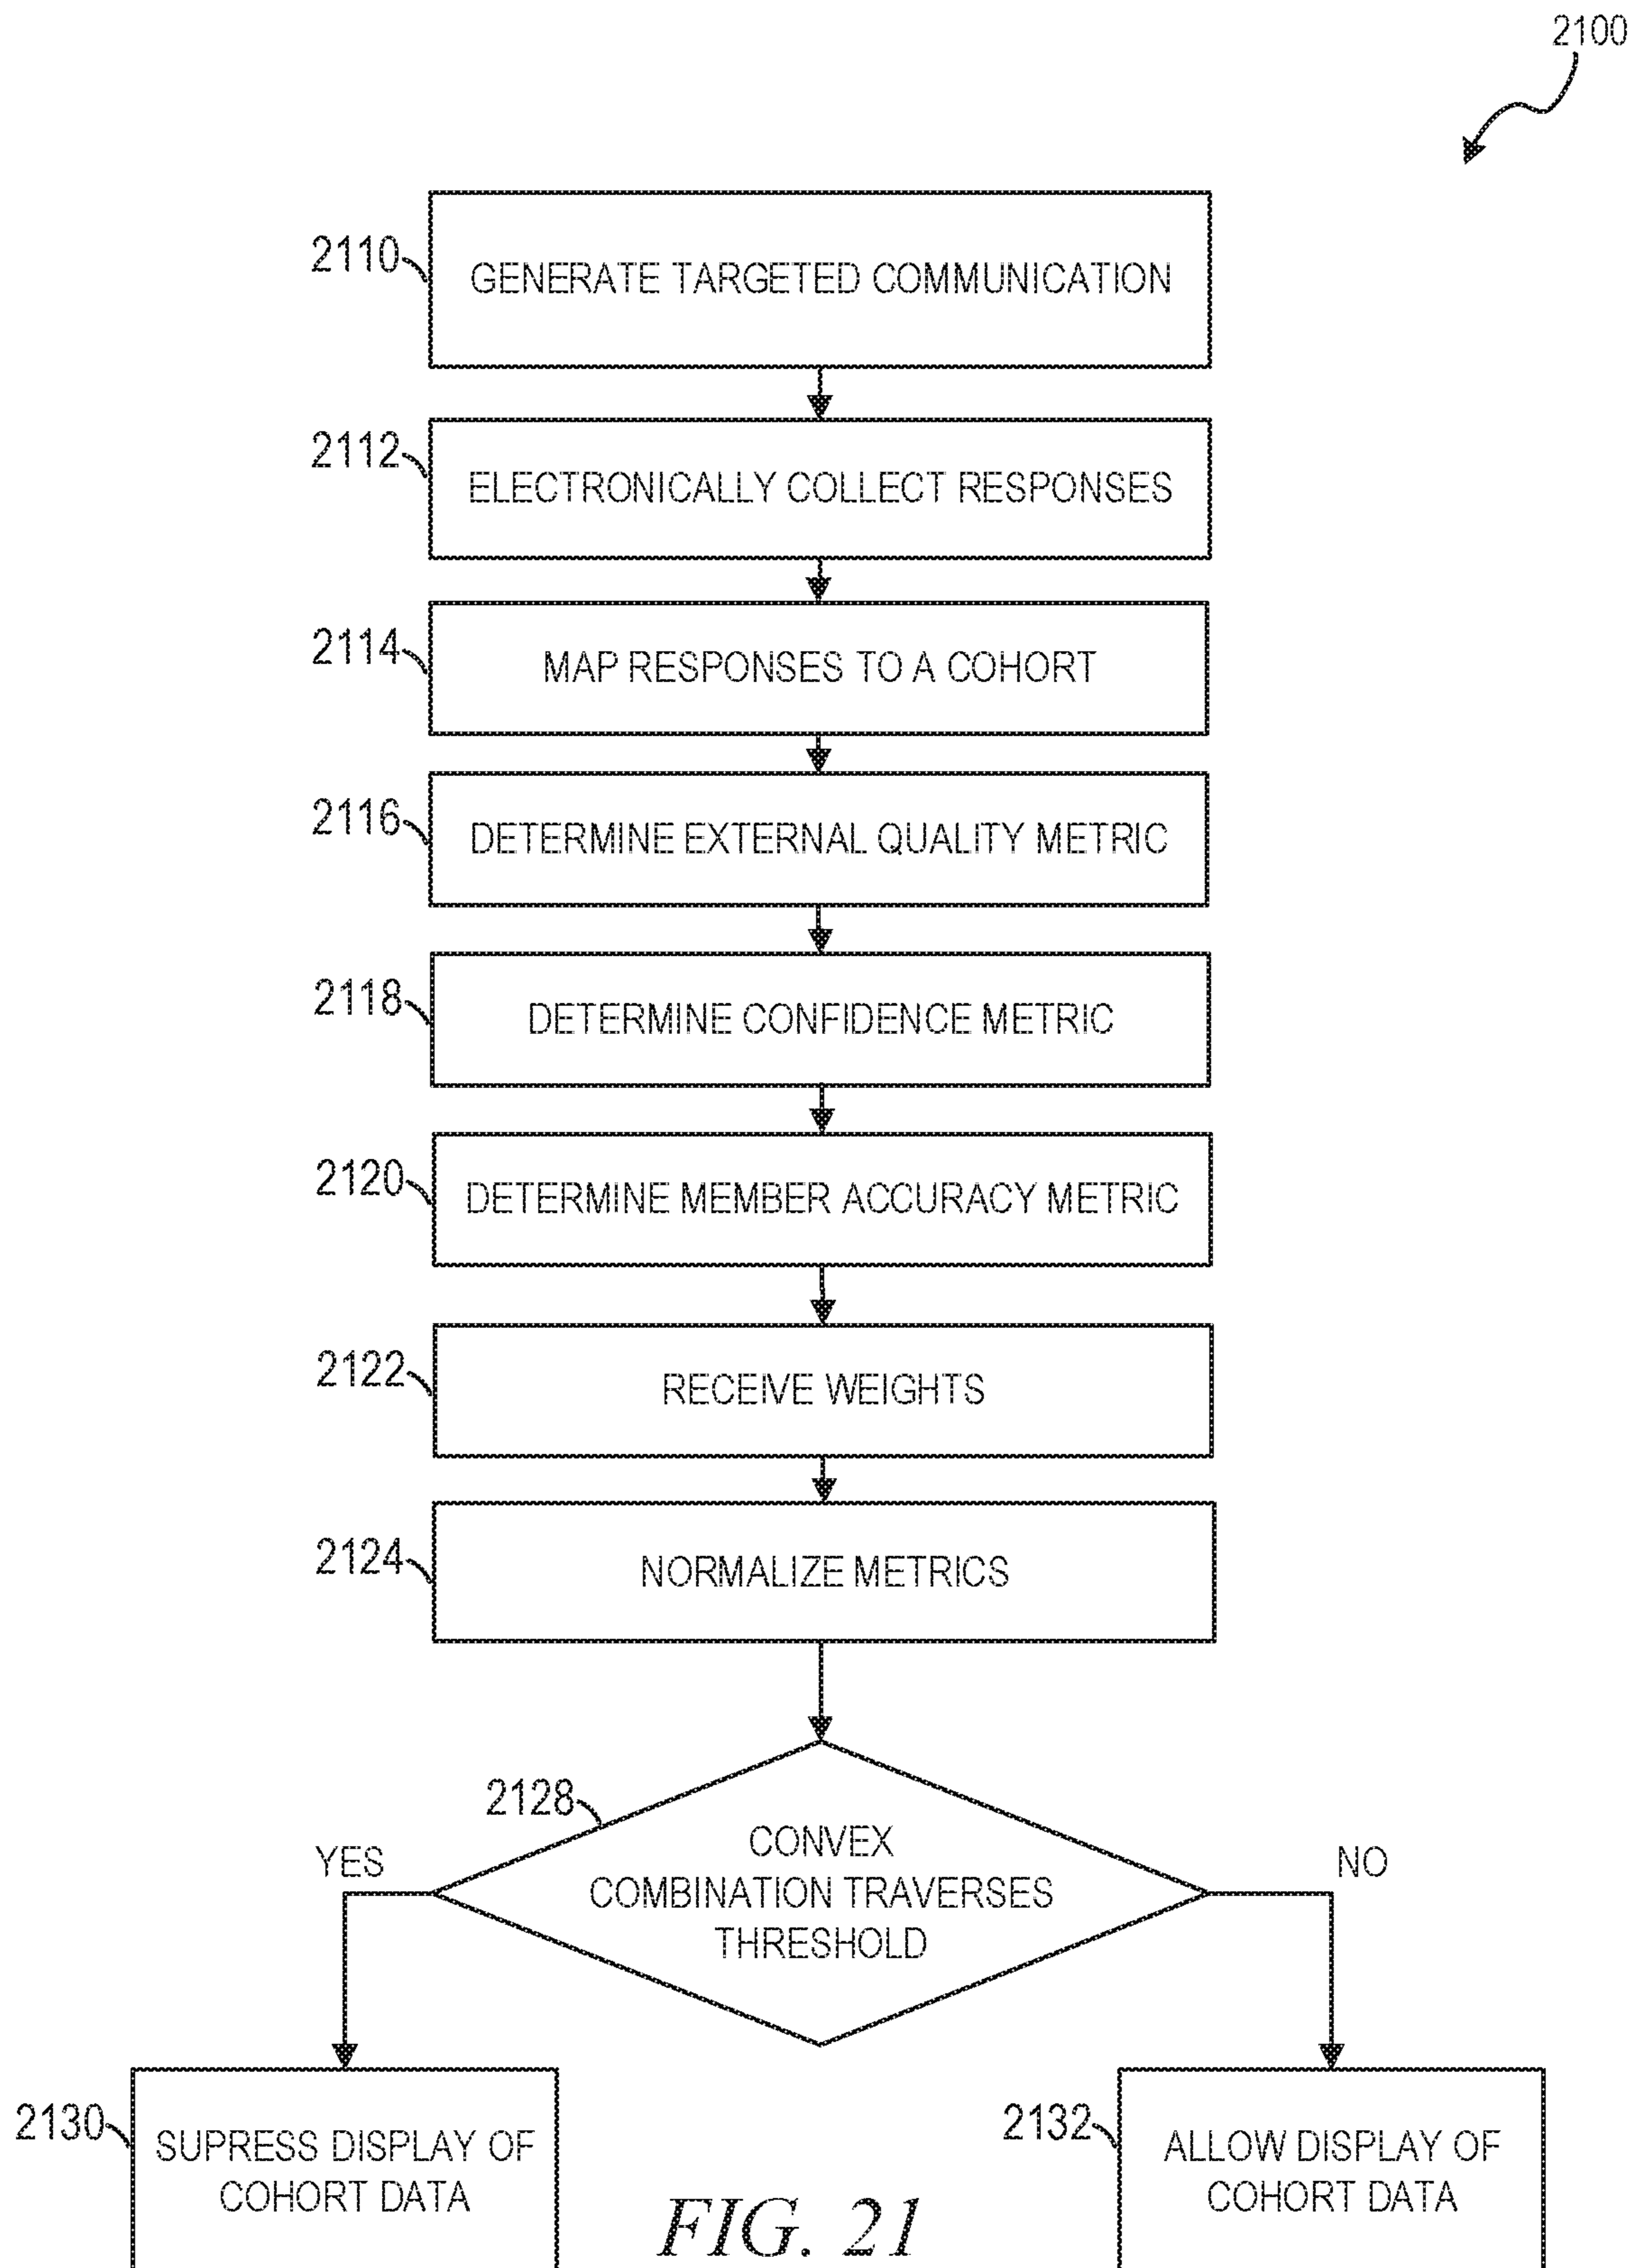 2100
2110
GENERATE TARGETED COMMUNICATION
2112
ELECTRONICALLY COLLECT RESPONSES
2114
MAP RESPONSES TO A COHORT
2116
DETERMINE EXTERNAL QUALITY METRIC
2118
DETERMINE CONFIDENCE METRIC
2120
DETERMINE MEMBER ACCURACY METRIC
2122
RECEIVE WEIGHTS
2124
NORMALIZE METRICS
2128
CONVEX
COMBINATION TRAVERSES
THRESHOLD
YES
NO
2130
SUPRESS DISPLAY OF
COHORT DATA
2132
ALLOW DISPLAY OF
COHORT DATA
FIG. 21